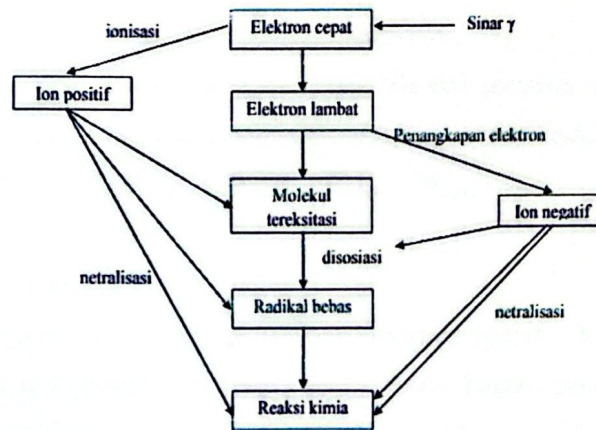 ionisasi
Elektron cepat
Sinar γ
Ion positif
Elektron lambat
Penangkapan elektron
Molekul
tereksitasi
Ion negatif
disosiasi
netralisasi
Radikal bebas
netralisasi
Reaksi kimia